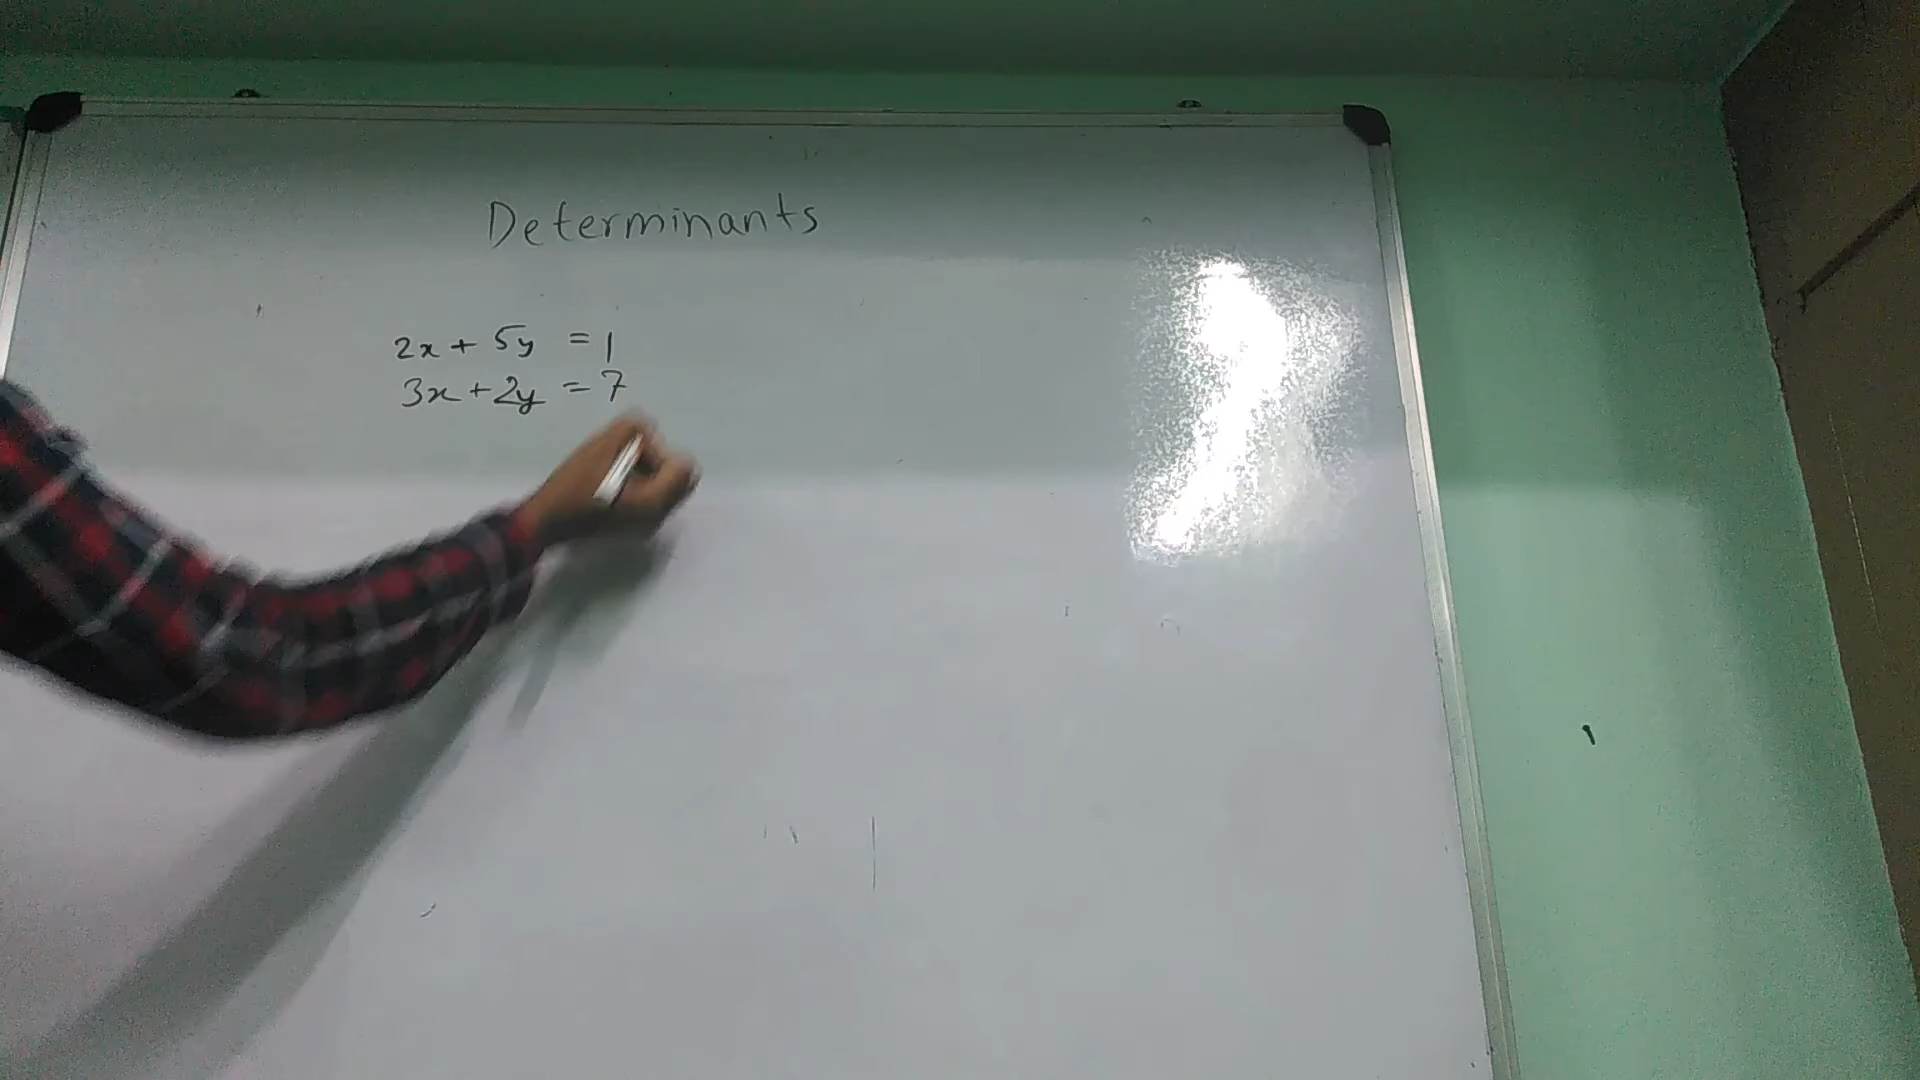 Determinants
2x + 5y = 1
3x + 2y = 7